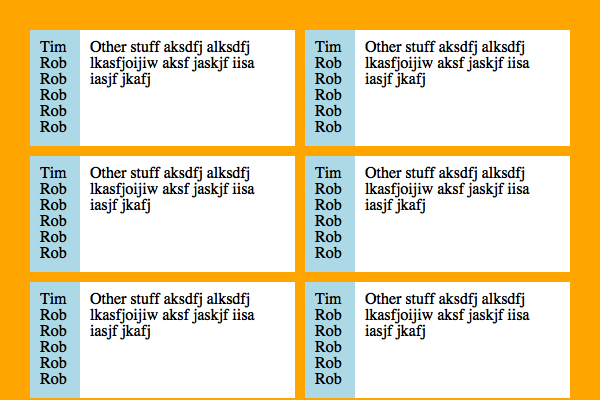 Tim
Rob
Rob
Rob
Rob
Rob
Other stuff aksdfj alksdfj
lkasfjoijiw aksf jaskjf iisa
iasjf jkafj
Tim
Rob
Rob
Rob
Rob
Rob
Other stuff aksdfj alksdfj
lkasfjoijiw aksf jaskjf iisa
iasjf jkafj
Tim
Rob
Rob
Rob
Rob
Rob
Other stuff aksdfj alksdfj
lkasfjoijiw aksf jaskjf iisa
iasjf jkafj
Tim
Rob
Rob
Rob
Rob
Rob
Other stuff aksdfj alksdfj
lkasfjoijiw aksf jaskjf iisa
iasjf jkafj
Tim
Rob
Rob
Rob
Rob
Rob
Other stuff aksdfj alksdfj
lkasfjoijiw aksf jaskjf iisa
iasjf jkafj
Tim
Rob
Rob
Rob
Rob
Rob
Other stuff aksdfj alksdfj
lkasfjoijiw aksf jaskjf iisa
iasjf jkafj